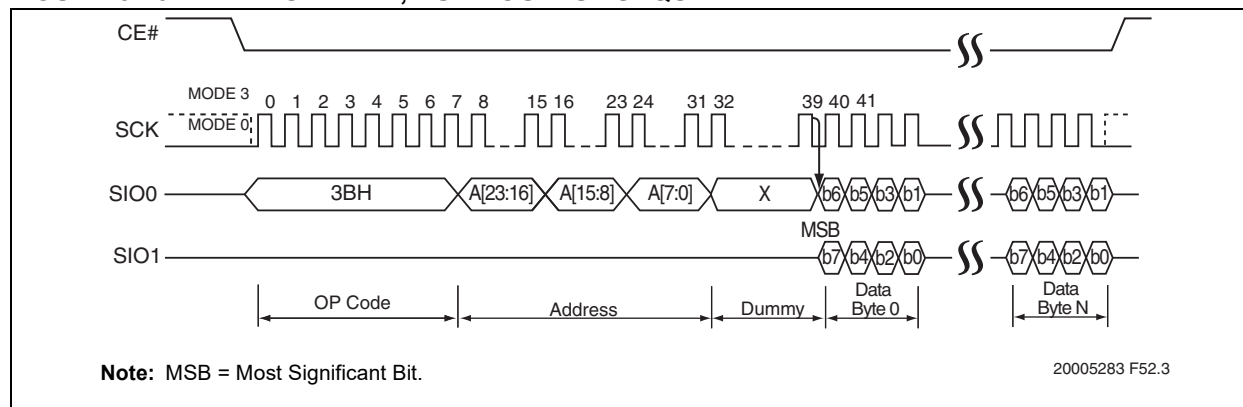 CE#
MODE 3
0 1 2 3 4 5 6 7 8 15 16 23 24 31 32 39 40 41
SCK
MODE 0
SIO0 3BH A[23:16] A[15:8] A[7:0] X b6 b5 b3 b1 b6 b5 b3 b1
MSB
SIO1 b7 b4 b2 b0 b7 b4 b2 b0
OP Code Address Dummy Data Byte 0 Data Byte N
Note: MSB = Most Significant Bit.
20005283 F52.3